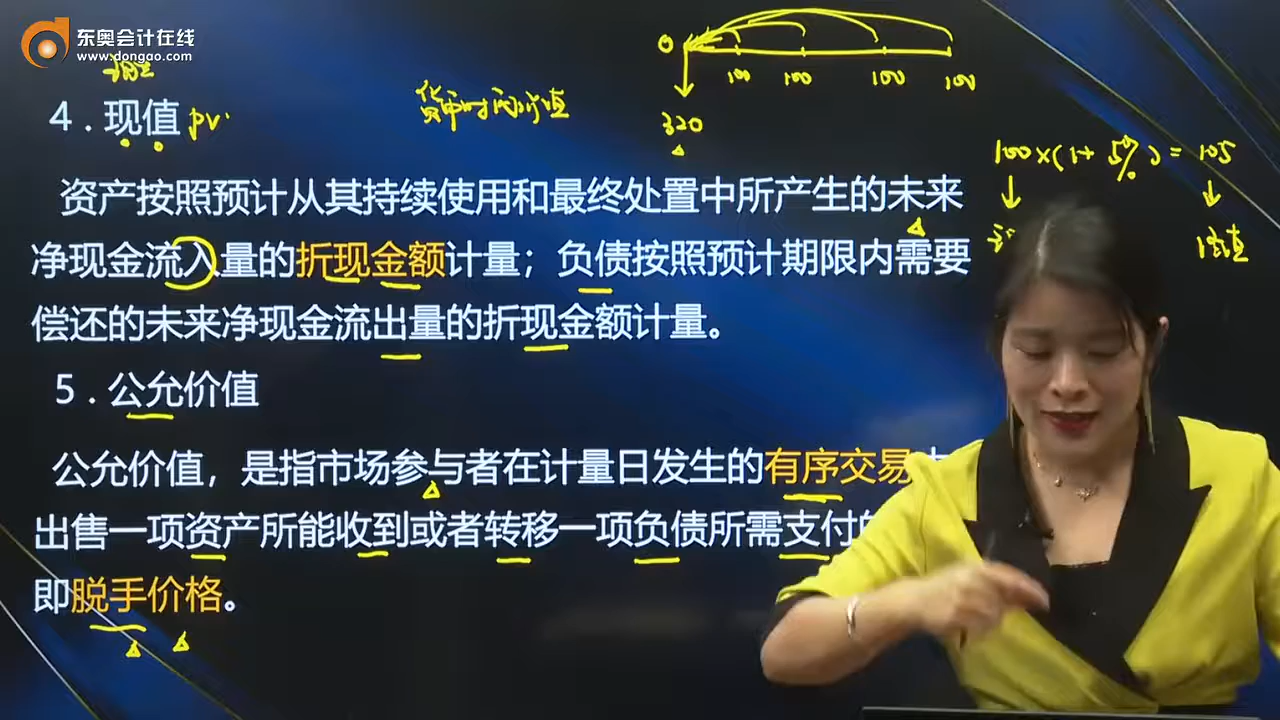 东奥会计在线
www.dongao.com
4.现值 pv
货币时间价值
0
100 100 100 100
320
100×(1+5%)=105
终值
资产按照预计从其持续使用和最终处置中所产生的未来
净现金流入量的折现金额计量；负债按照预计期限内需要
偿还的未来净现金流出量的折现金额计量。
5.公允价值
公允价值，是指市场参与者在计量日发生的有序交易
出售一项资产所能收到或者转移一项负债所需支付
即脱手价格。